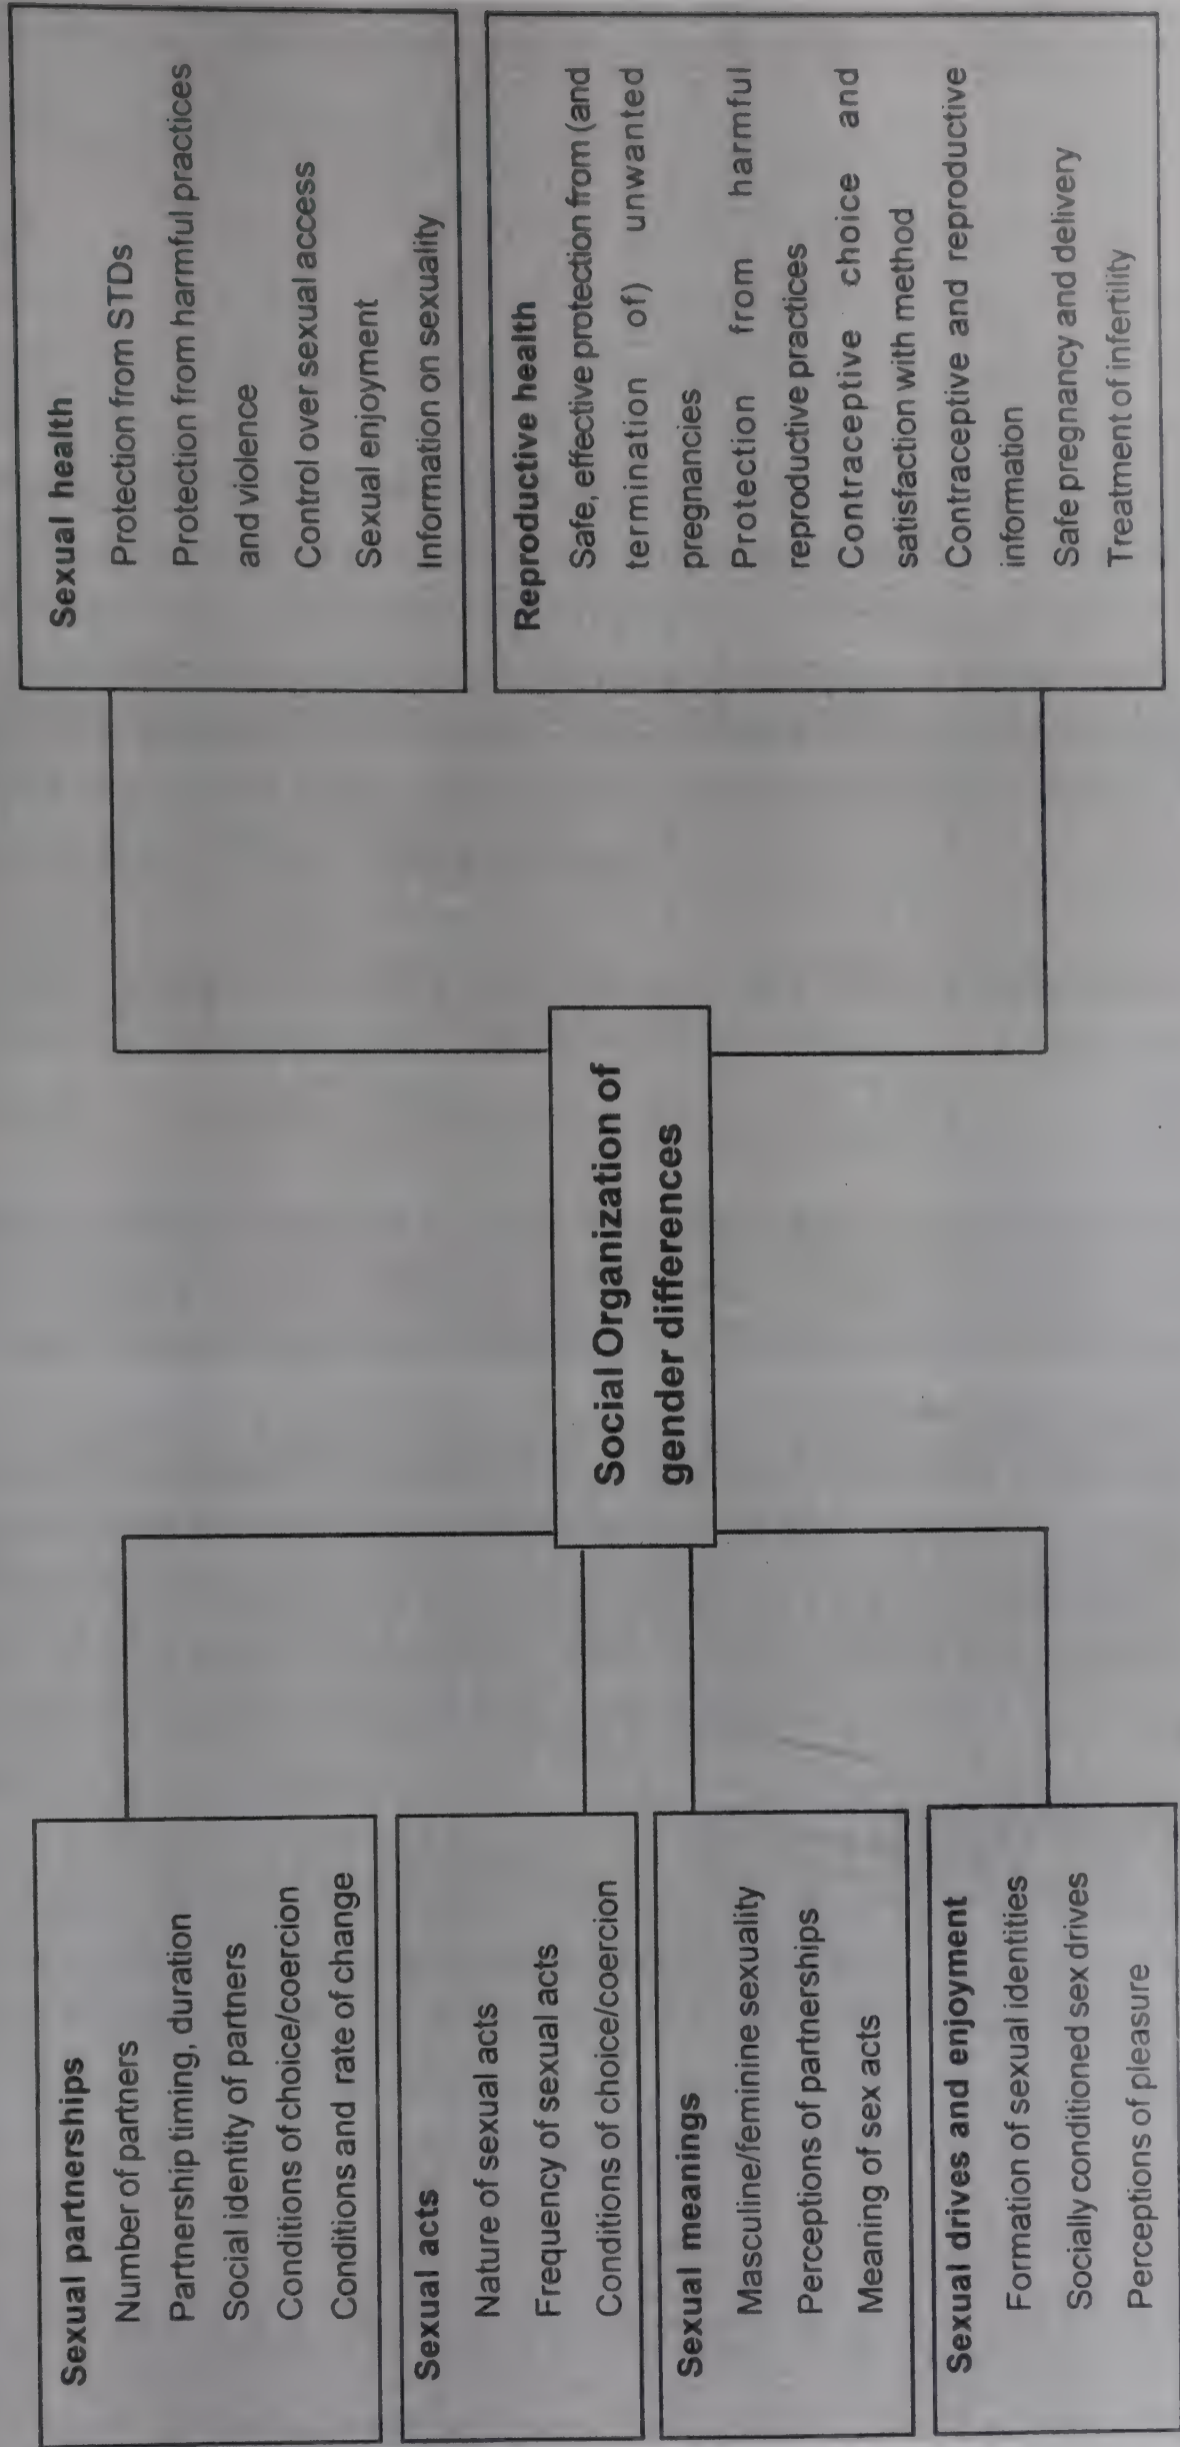 Sexual partnerships
Number of partners
Partnership timing, duration
Social identity of partners
Conditions of choice/coercion
Conditions and rate of change
Sexual acts
Nature of sexual acts
Frequency of sexual acts
Conditions of choice/coercion
Sexual meanings
Masculine/feminine sexuality
Perceptions of partnerships
Meaning of sex acts
Sexual drives and enjoyment
Formation of sexual identities
Socially conditioned sex drives
Perceptions of pleasure
Social Organization of
gender differences
Sexual health
Protection from STDs
Protection from harmful practices
and violence
Control over sexual access
Sexual enjoyment
Information on sexuality
Reproductive health
Safe, effective protection from (and
termination of) unwanted
pregnancies
Protection from harmful
reproductive practices
Contraceptive choice and
satisfaction with method
Contraceptive and reproductive
information
Safe pregnancy and delivery
Treatment of infertility